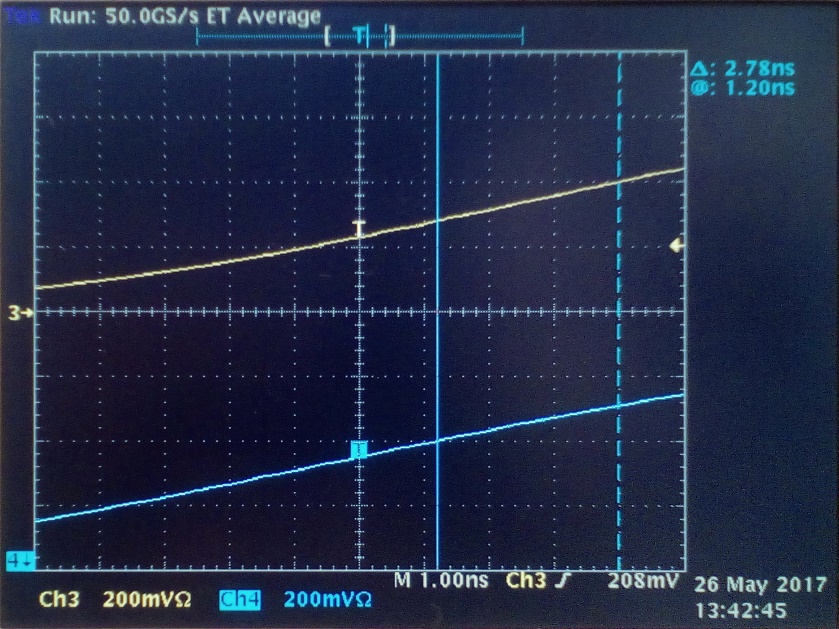 Tek Run: 50.0GS/s ET Average
[ T ]
Δ: 2.78ns
@: 1.20ns
3→
4↓
M 1.00ns Ch3 ∫ 208mV
Ch3 200mVΩ Ch4 200mVΩ
26 May 2017
13:42:45